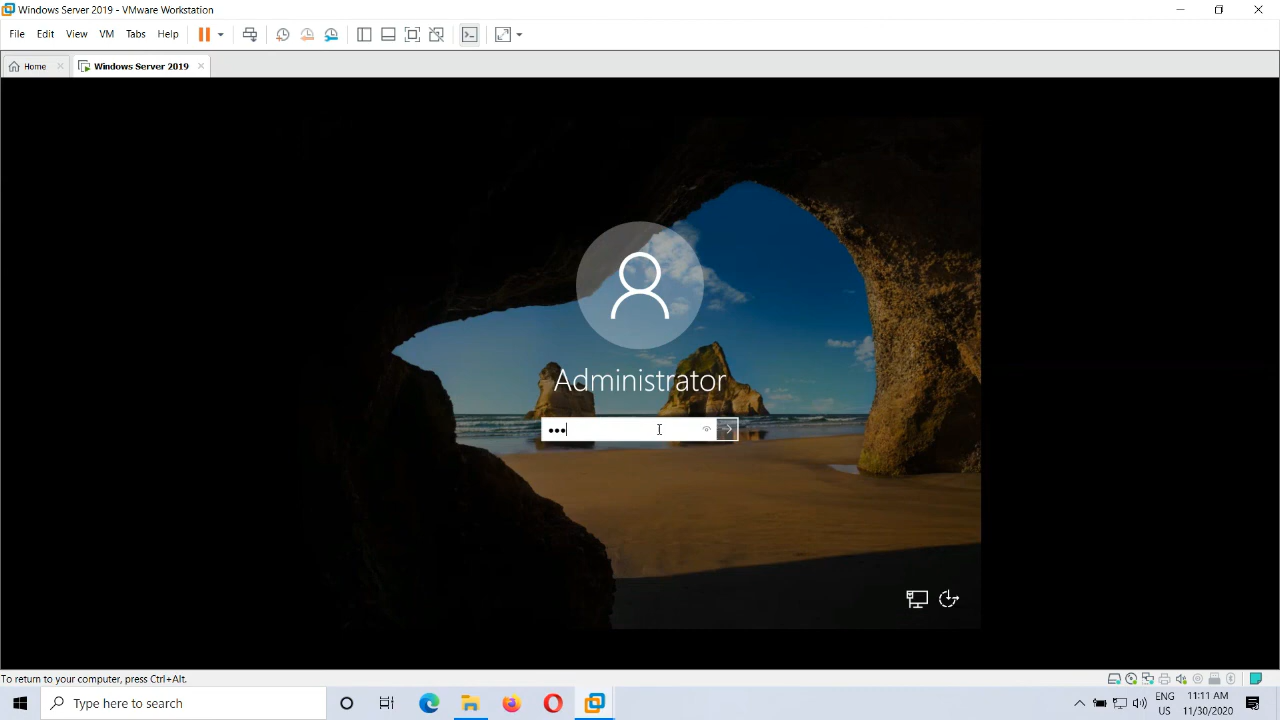 Windows Server 2019 - VMware Workstation
File Edit View VM Tabs Help
Home Windows Server 2019
Administrator
To return to your computer, press Ctrl+Alt.
Type here to search
ENG 11:11 AM
US 11/30/2020